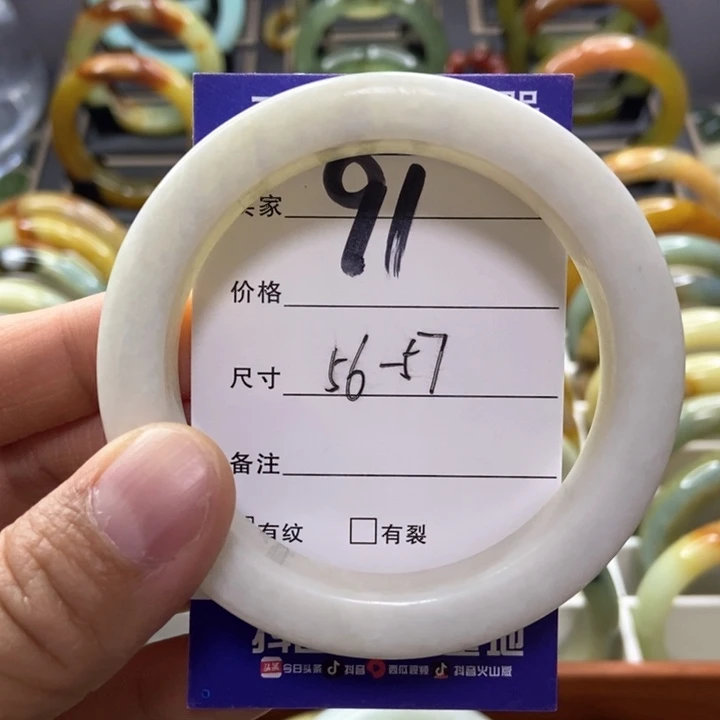 家 91
价格
尺寸 56-57
备注
有纹 □有裂
今日头条 抖音 西瓜视频 抖音火山版